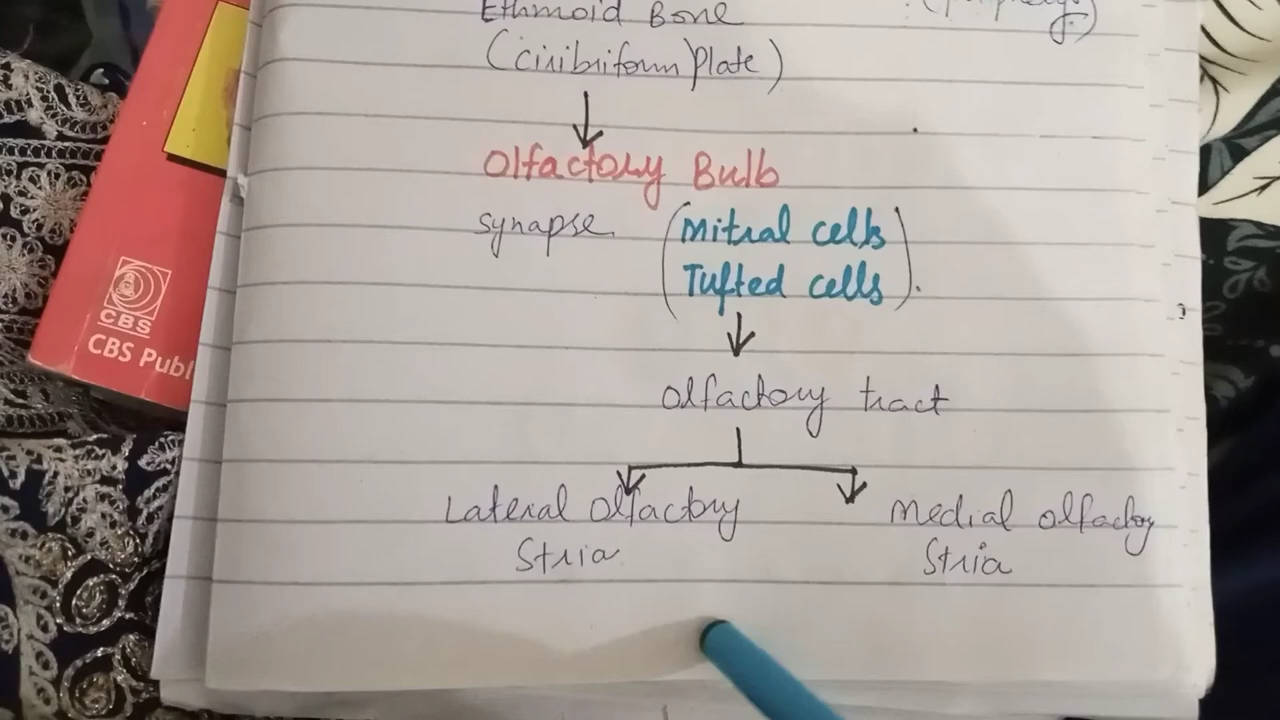 Ethmoid Bone
(cribriform Plate)
Olfactory Bulb
synapse (Mitral cells
Tufted cells).
olfactory tract
Lateral olfactory Medial olfactory
Stria Stria
CBS
CBS Publ